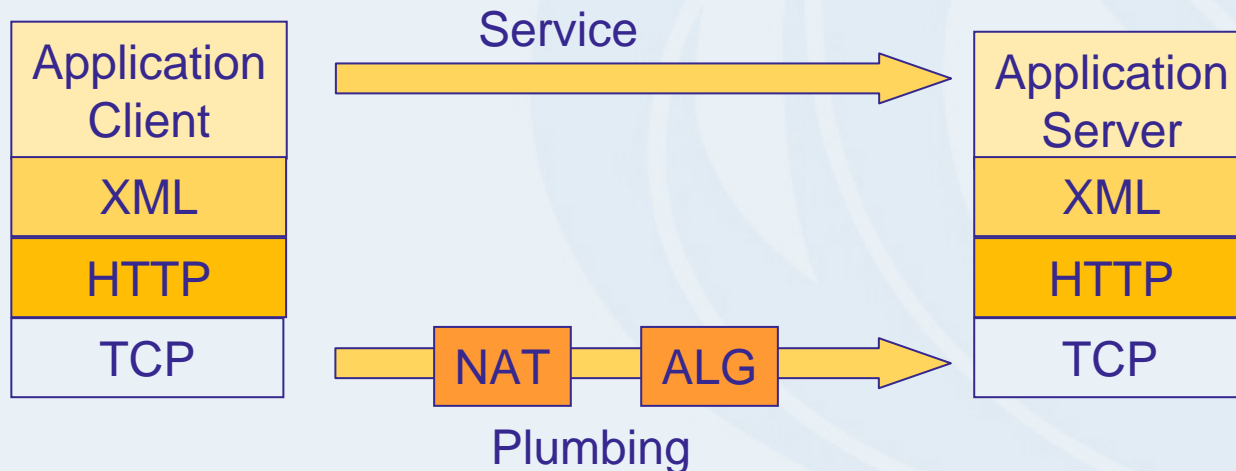 Application
Client
XML
HTTP
TCP
Service
NAT
ALG
Plumbing
Application
Server
XML
HTTP
TCP